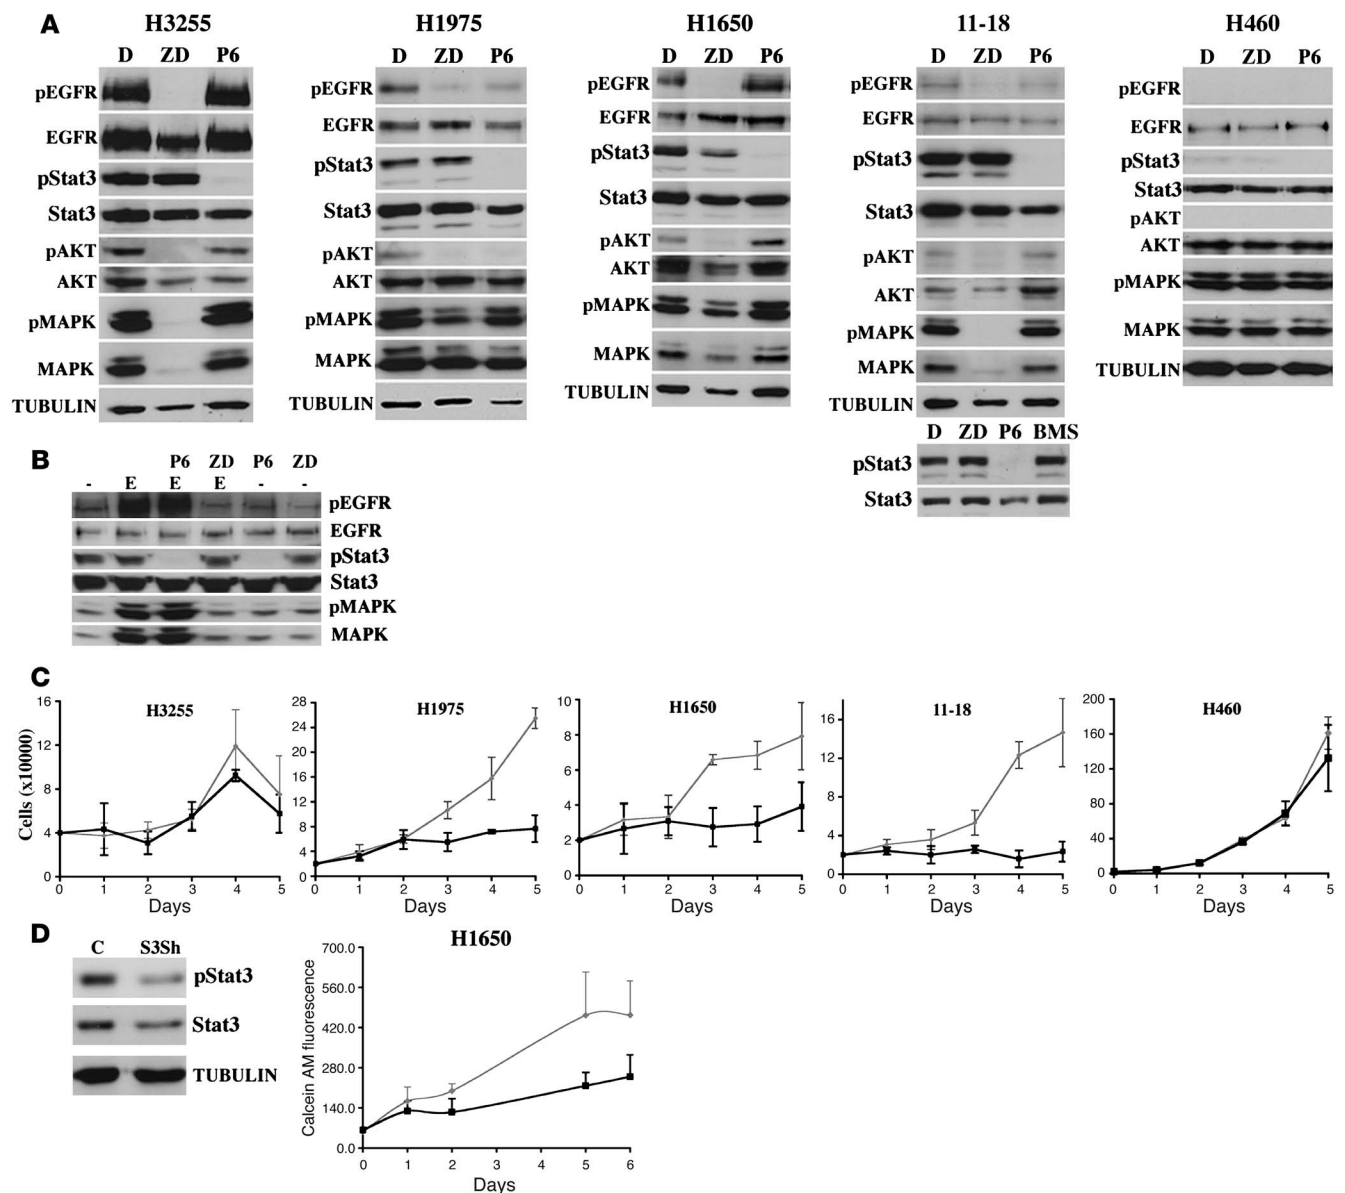 A
H3255
D ZD P6
pEGFR
EGFR
pStat3
Stat3
pAKT
AKT
pMAPK
MAPK
TUBULIN
H1975
D ZD P6
pEGFR
EGFR
pStat3
Stat3
pAKT
AKT
pMAPK
MAPK
TUBULIN
H1650
D ZD P6
pEGFR
EGFR
pStat3
Stat3
pAKT
AKT
pMAPK
MAPK
TUBULIN
11-18
D ZD P6
pEGFR
EGFR
pStat3
Stat3
pAKT
AKT
pMAPK
MAPK
TUBULIN
D ZD P6 BMS
pStat3
Stat3
H460
D ZD P6
pEGFR
EGFR
pStat3
Stat3
pAKT
AKT
pMAPK
MAPK
TUBULIN
B
P6 ZD P6 ZD
- E E E - -
pEGFR
EGFR
pStat3
Stat3
pMAPK
MAPK
C
Cells (x10000)
H3255
16
12
8
4
0
0 1 2 3 4 5
Days
H1975
28
24
20
16
12
8
4
0
0 1 2 3 4 5
Days
H1650
10
8
6
4
2
0
0 1 2 3 4 5
Days
11-18
16
12
8
4
0
0 1 2 3 4 5
Days
H460
200
160
120
80
40
0
0 1 2 3 4 5
Days
D
C S3Sh
pStat3
Stat3
TUBULIN
H1650
Calcein AM fluorescence
700.0
560.0
420.0
280.0
140.0
0.0
0 1 2 3 4 5 6
Days